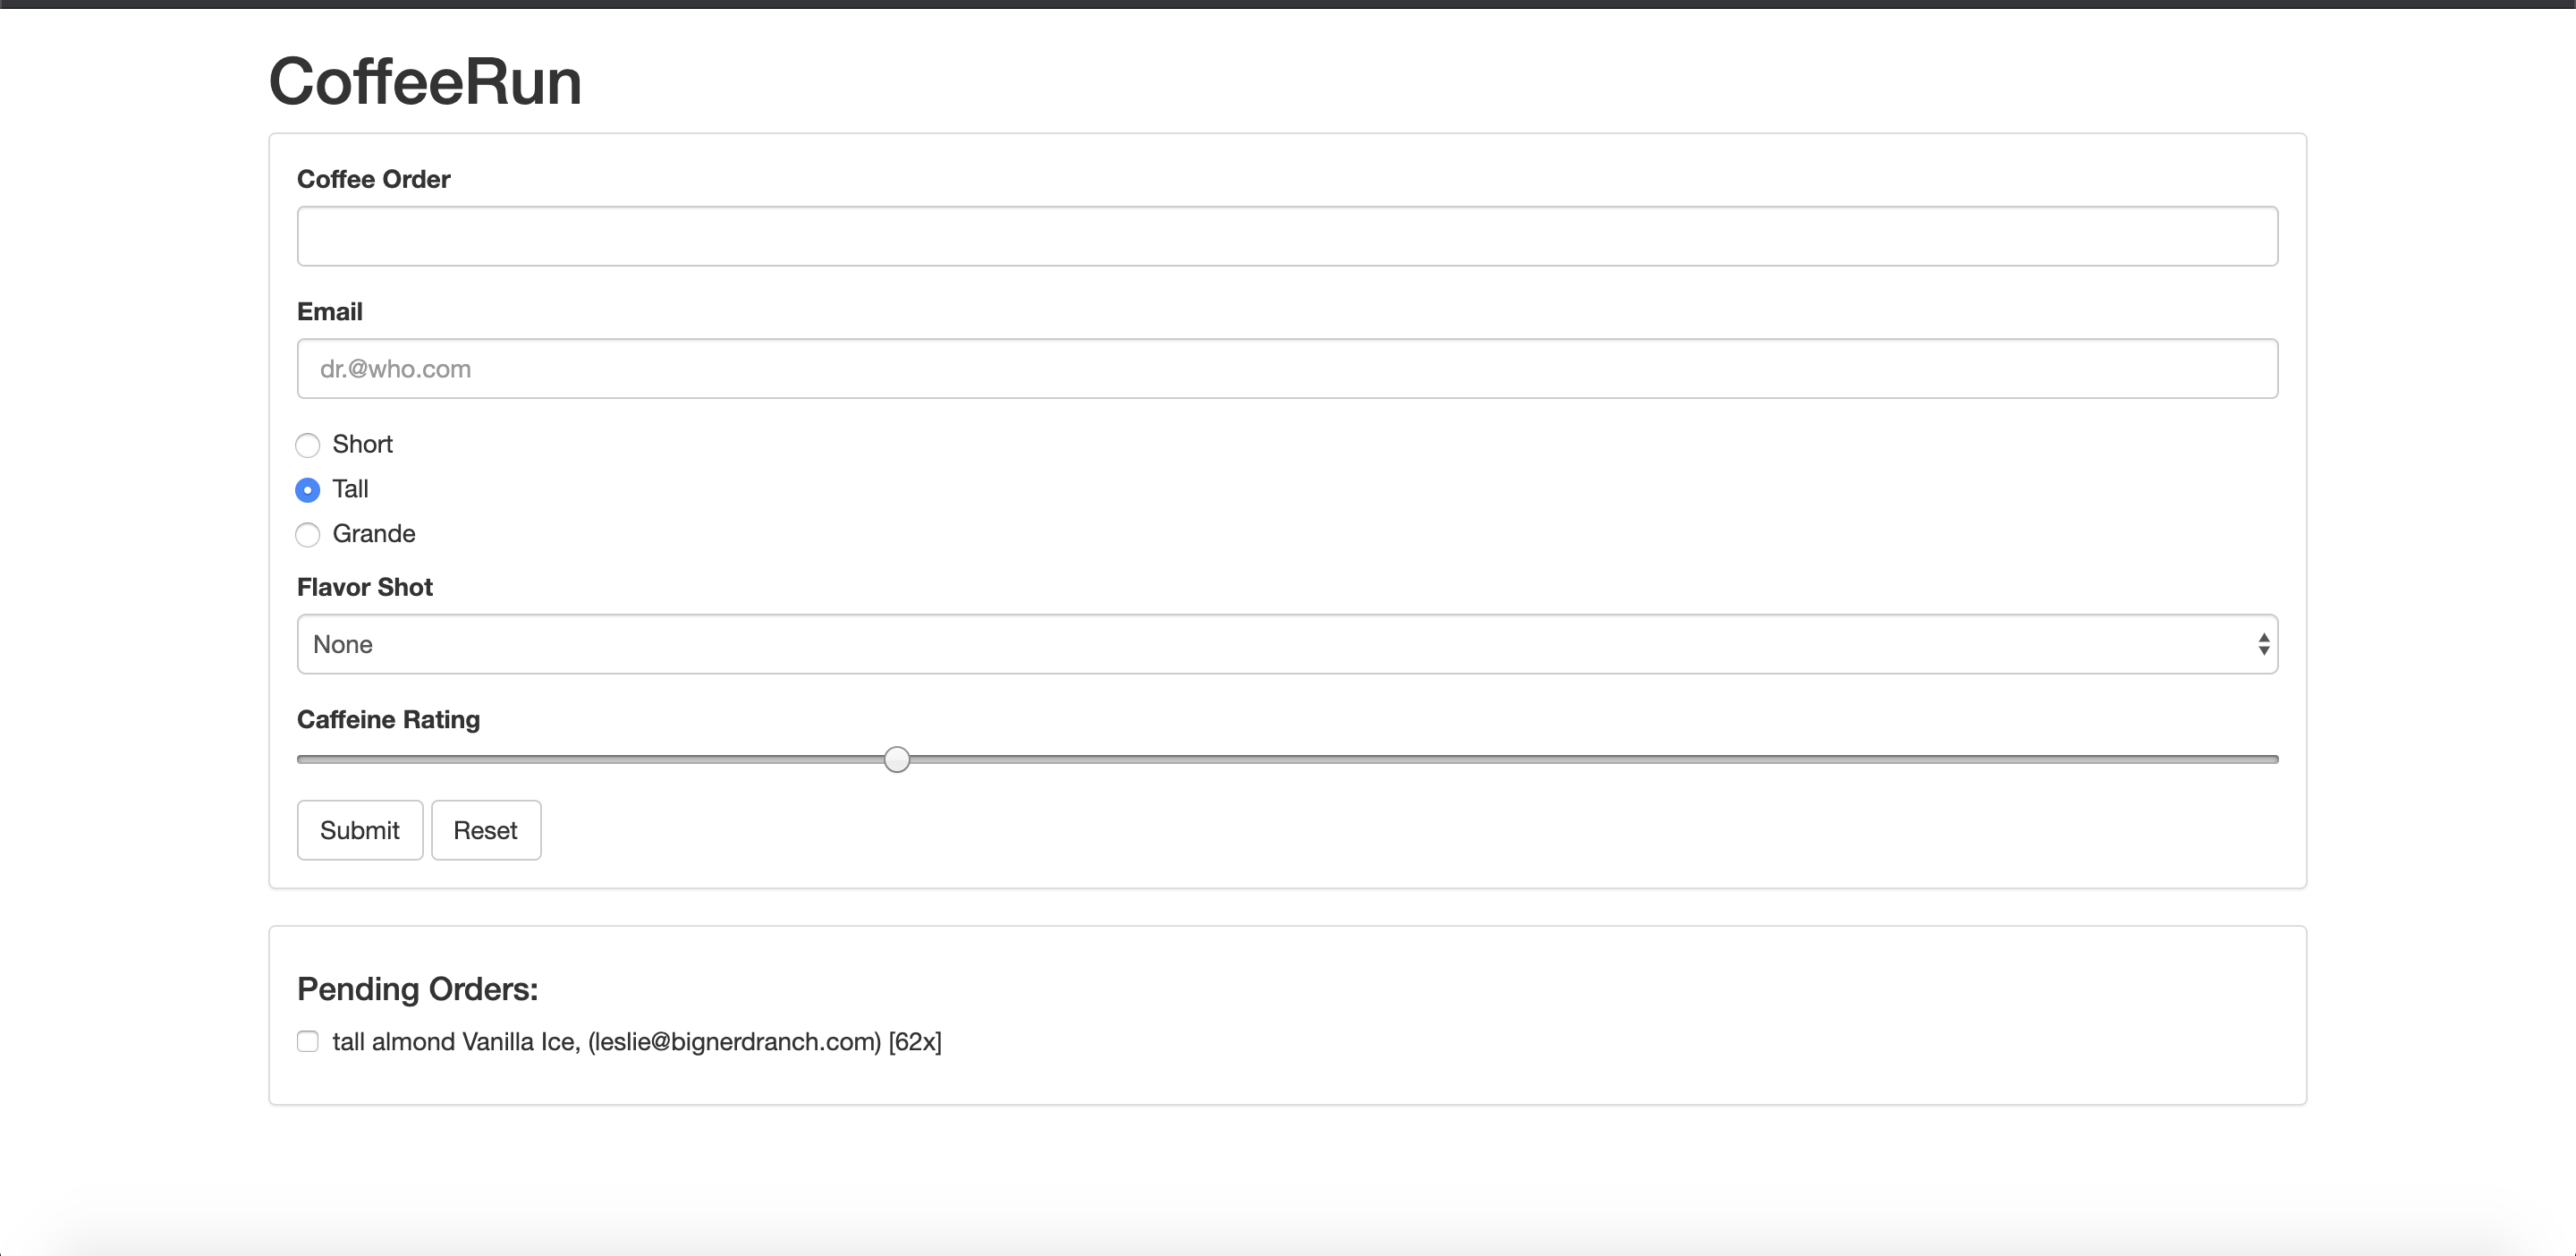 CoffeeRun
Coffee Order
Email
dr.@who.com
Short
Tall
Grande
Flavor Shot
None
Caffeine Rating
Submit Reset
Pending Orders:
tall almond Vanilla Ice, (leslie@bignerdranch.com) [62x]